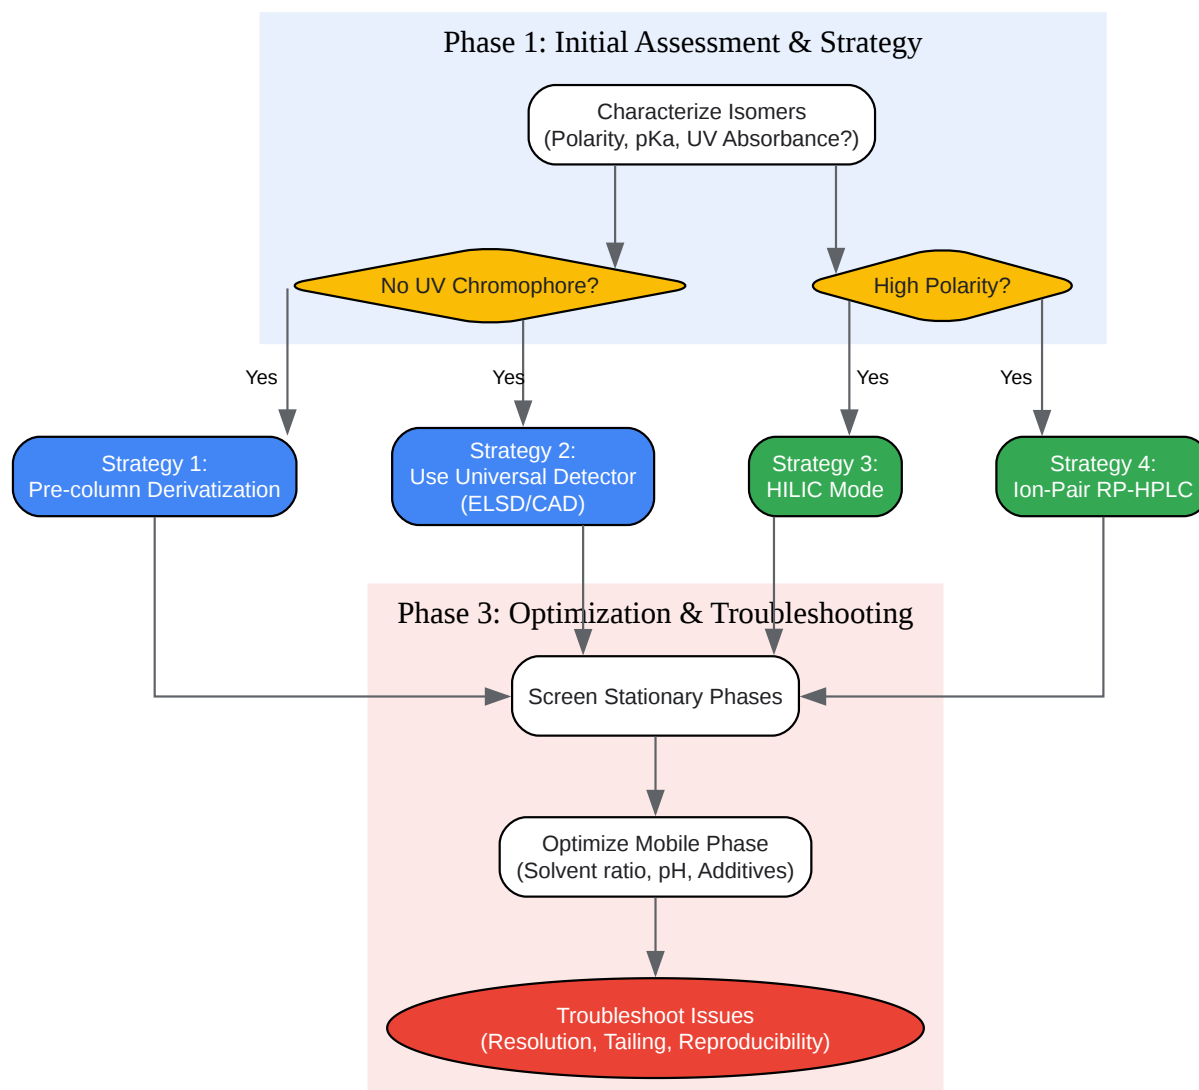 Phase 1: Initial Assessment & Strategy
Characterize Isomers
(Polarity, pKa, UV Absorbance?)
No UV Chromophore?
High Polarity?
Yes
Yes
Yes
Yes
Strategy 1:
Pre-column Derivatization
Strategy 2:
Use Universal Detector
(ELSD/CAD)
Strategy 3:
HILIC Mode
Strategy 4:
Ion-Pair RP-HPLC
Phase 3: Optimization & Troubleshooting
Screen Stationary Phases
Optimize Mobile Phase
(Solvent ratio, pH, Additives)
Troubleshoot Issues
(Resolution, Tailing, Reproducibility)